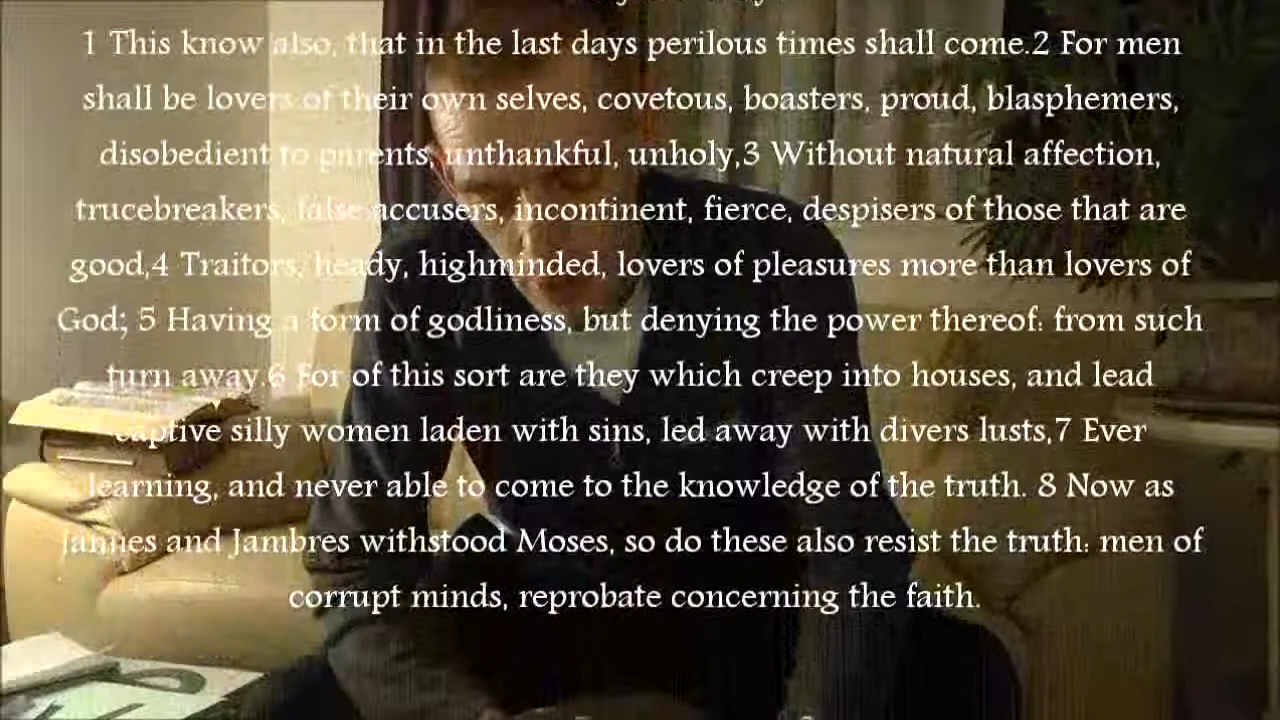 1 This know also, that in the last days perilous times shall come.2 For men
shall be lovers of their own selves, covetous, boasters, proud, blasphemers,
disobedient to parents, unthankful, unholy,3 Without natural affection,
trucebreakers, false accusers, incontinent, fierce, despisers of those that are
good,4 Traitors, heady, highminded, lovers of pleasures more than lovers of
God; 5 Having a form of godliness, but denying the power thereof: from such
turn away.6 For of this sort are they which creep into houses, and lead
captive silly women laden with sins, led away with divers lusts,7 Ever
learning, and never able to come to the knowledge of the truth. 8 Now as
Jannes and Jambres withstood Moses, so do these also resist the truth: men of
corrupt minds, reprobate concerning the faith.